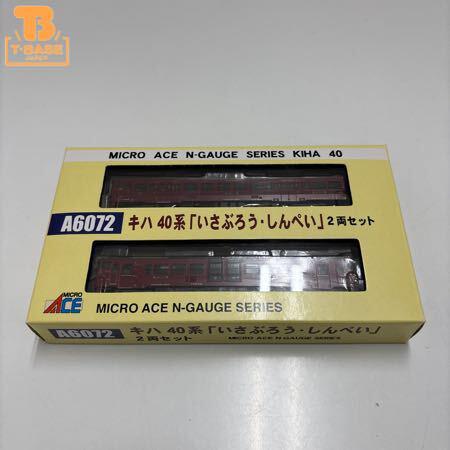 T·BASE
JAPAN
MICRO ACE N-GAUGE SERIES KIHA 40
A6072 キハ 40系「いさぶろう・しんぺい」2両セット
MICRO
ACE
MICRO ACE N-GAUGE SERIES
A6072 キハ 40系「いさぶろう・しんぺい」
2両セット MICRO ACE N-GAUGE SERIES